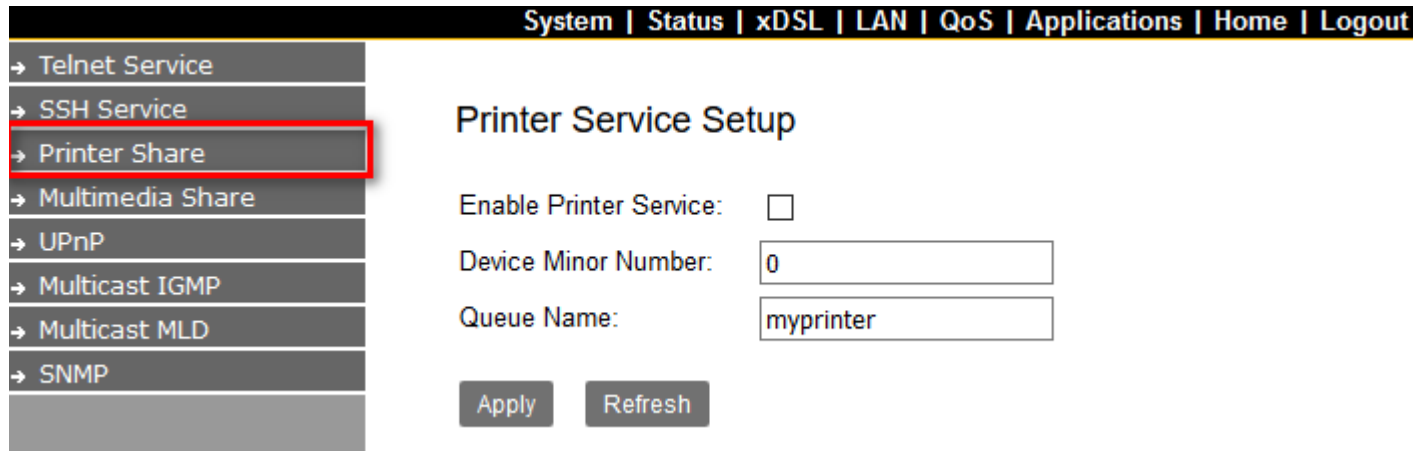 System | Status | xDSL | LAN | QoS | Applications | Home | Logout
→ Telnet Service
→ SSH Service
→ Printer Share
→ Multimedia Share
→ UPnP
→ Multicast IGMP
→ Multicast MLD
→ SNMP
Printer Service Setup
Enable Printer Service:
Device Minor Number: 0
Queue Name: myprinter
Apply Refresh